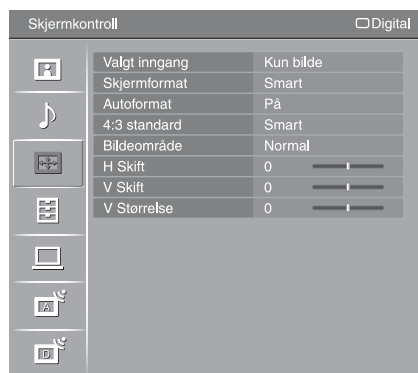 Skjermkontroll Digital
Valgt inngang Kun bilde
Skjermformat Smart
Autoformat På
4:3 standard Smart
Bildeområde Normal
H Skift 0
V Skift 0
V Størrelse 0
A
D